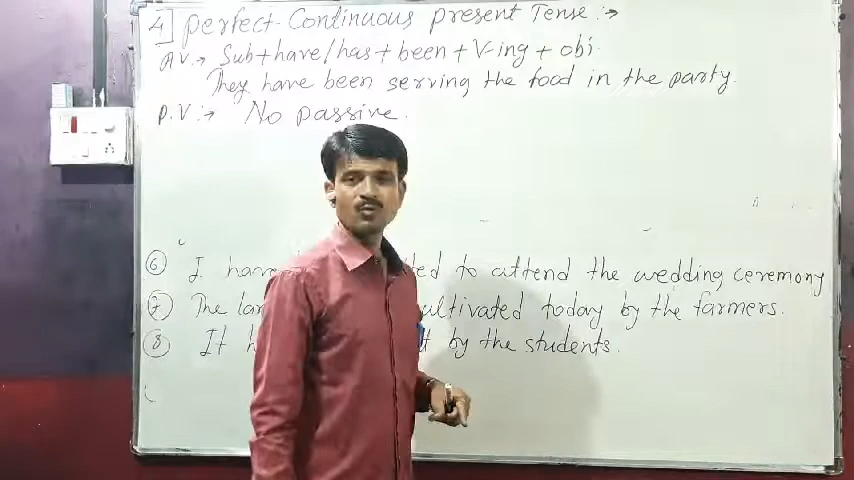 4] Perfect-Continuous present Tense :→
A.V.→ Sub+have/has+been+V-ing+obj.
They have been serving the food in the party.
P.V.:→ No passive.
6 I have to attend the wedding ceremony
7 The cultivated today by the farmers.
8 It by the students.